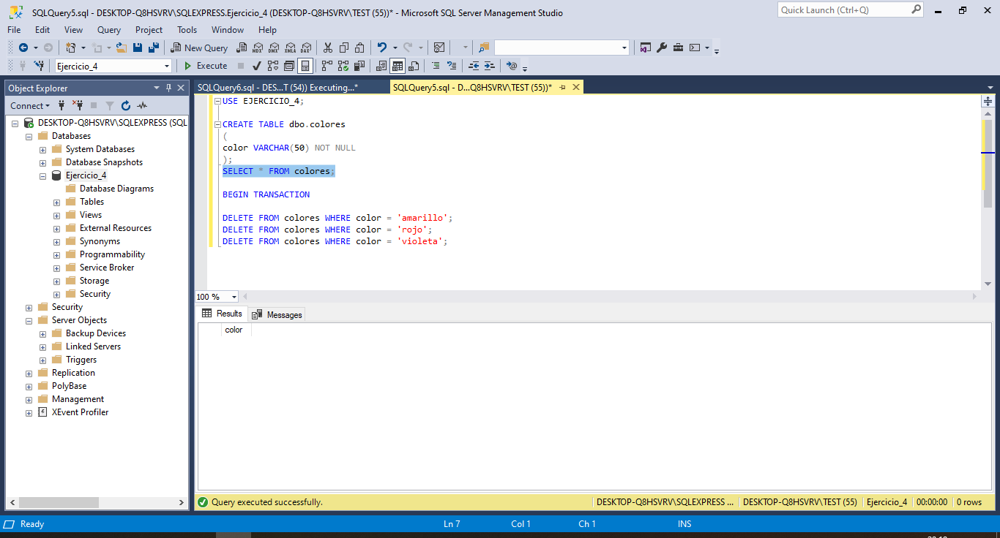 SQLQuery5.sql - DESKTOP-Q8HSVRV\SQLEXPRESS.Ejercicio_4 (DESKTOP-Q8HSVRV\TEST (55))* - Microsoft SQL Server Management Studio
Quick Launch (Ctrl+Q)
File Edit View Query Project Tools Window Help
New Query MDX DMX XMLA DAX
Ejercicio_4 Execute
Object Explorer
Connect
DESKTOP-Q8HSVRV\SQLEXPRESS (SQL
Databases
System Databases
Database Snapshots
Ejercicio_4
Database Diagrams
Tables
Views
External Resources
Synonyms
Programmability
Service Broker
Storage
Security
Security
Server Objects
Backup Devices
Linked Servers
Triggers
Replication
PolyBase
Management
XEvent Profiler
SQLQuery6.sql - DES...T (54)) Executing...*
SQLQuery5.sql - D...Q8HSVRV\TEST (55))*
USE EJERCICIO_4;
CREATE TABLE dbo.colores
(
color VARCHAR(50) NOT NULL
);
SELECT * FROM colores;
BEGIN TRANSACTION
DELETE FROM colores WHERE color = 'amarillo';
DELETE FROM colores WHERE color = 'rojo';
DELETE FROM colores WHERE color = 'violeta';
100 %
Results Messages
color
Query executed successfully. DESKTOP-Q8HSVRV\SQLEXPRESS ... DESKTOP-Q8HSVRV\TEST (55) Ejercicio_4 00:00:00 0 rows
Ready Ln 7 Col 1 Ch 1 INS